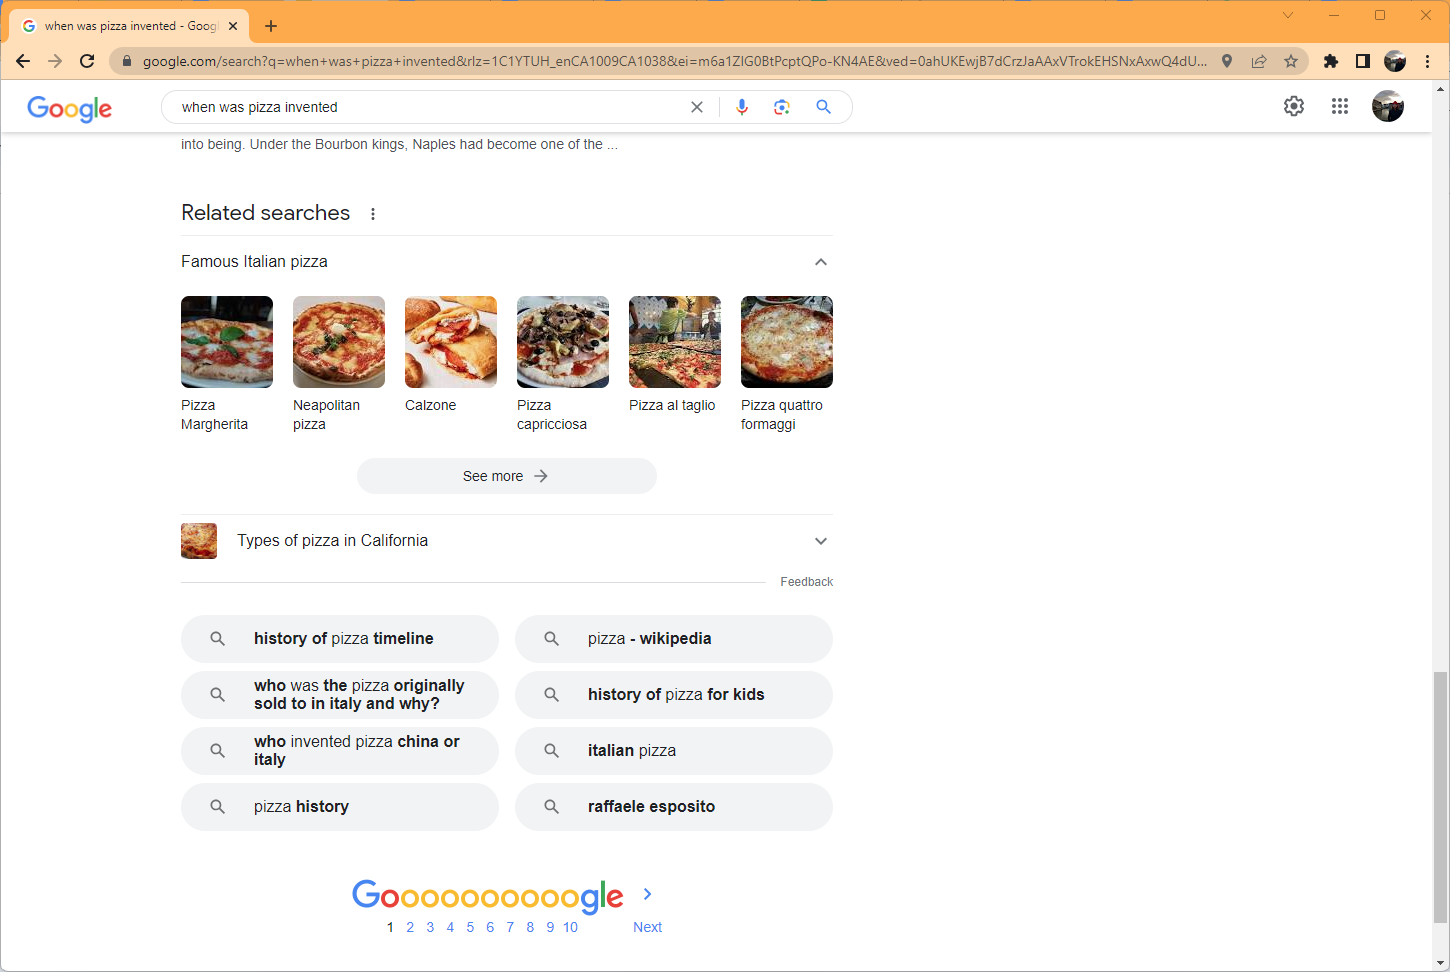 when was pizza invented - Goog
google.com/search?q=when+was+pizza+invented&rlz=1C1YTUH_enCA1009CA1038&ei=m6a1ZIG0BtPcptQPo-KN4AE&ved=0ahUKEwjB7dCrzJaAAxVTrokEHSNxAxwQ4dU...
Google
when was pizza invented
into being. Under the Bourbon kings, Naples had become one of the ...
Related searches
Famous Italian pizza
Pizza Margherita
Neapolitan pizza
Calzone
Pizza capricciosa
Pizza al taglio
Pizza quattro formaggi
See more
Types of pizza in California
Feedback
history of pizza timeline
pizza - wikipedia
who was the pizza originally
sold to in italy and why?
history of pizza for kids
who invented pizza china or
italy
italian pizza
pizza history
raffaele esposito
Goooooooooogle
1 2 3 4 5 6 7 8 9 10 Next